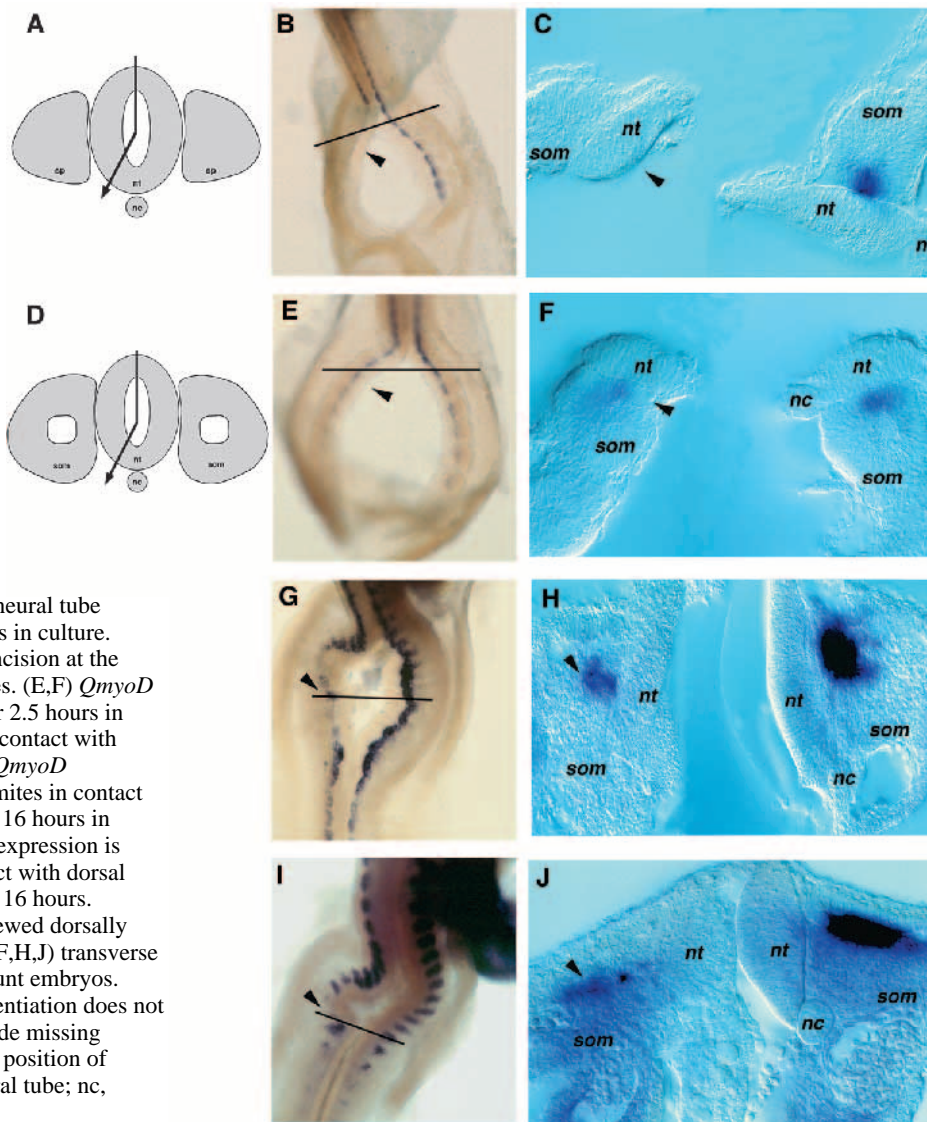 A
sp
nt
nc
sp
B
C
nt
som
som
nt
D
som
nt
nc
som
E
F
nt
nt
nc
som
som
neural tube
s in culture.
ncision at the
es. (E,F) QmyoD
r 2.5 hours in
contact with
QmyoD
mites in contact
16 hours in
expression is
ct with dorsal
16 hours.
ewed dorsally
F,H,J) transverse
unt embryos.
entiation does not
de missing
position of
al tube; nc,
G
H
nt
nt
som
som
nc
I
J
nt
nt
som
som
nc